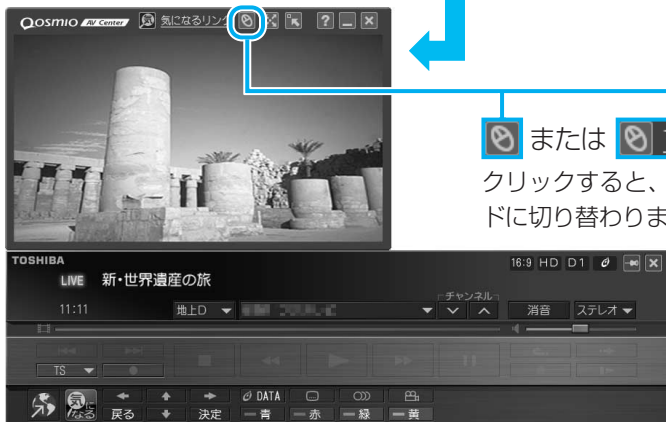 Qosmio AV Center 気になるリンク ?
または
クリックすると、
ドに切り替わりま
TOSHIBA 16:9 HD D1
LIVE 新・世界遺産の旅
チャンネル
11:11 地上D 消音 ステレオ
TS
気になる 戻る 決定 DATA 青 赤 緑 黄